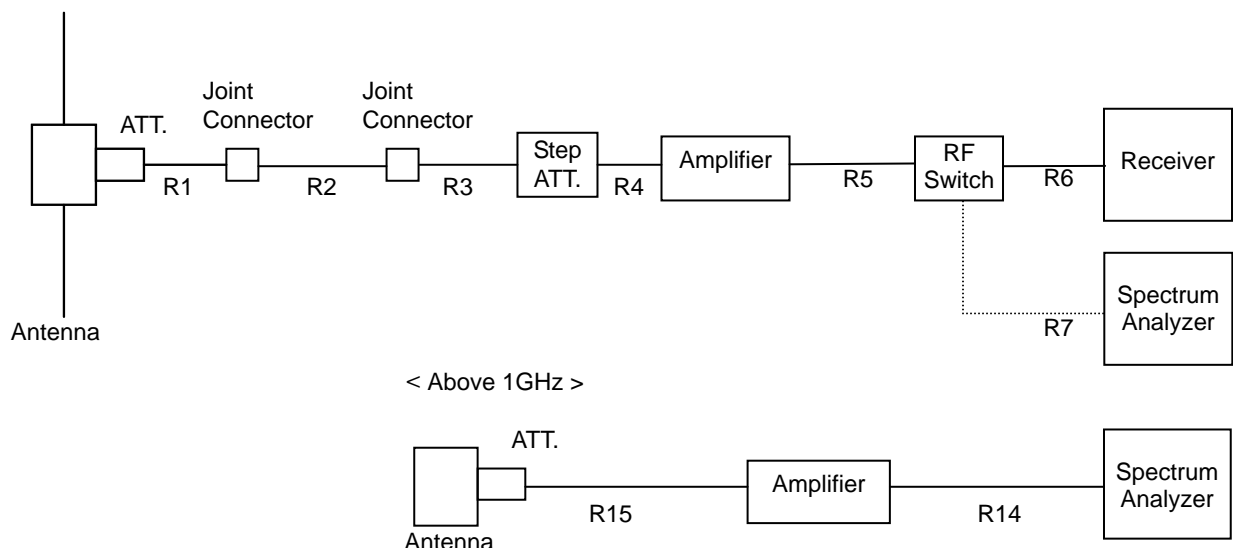 Joint
Connector
Joint
Connector
ATT.
Step
ATT.
Amplifier
RF
Switch
Receiver
R1
R2
R3
R4
R5
R6
Antenna
R7
Spectrum
Analyzer
< Above 1GHz >
ATT.
Amplifier
Spectrum
Analyzer
R15
R14
Antenna